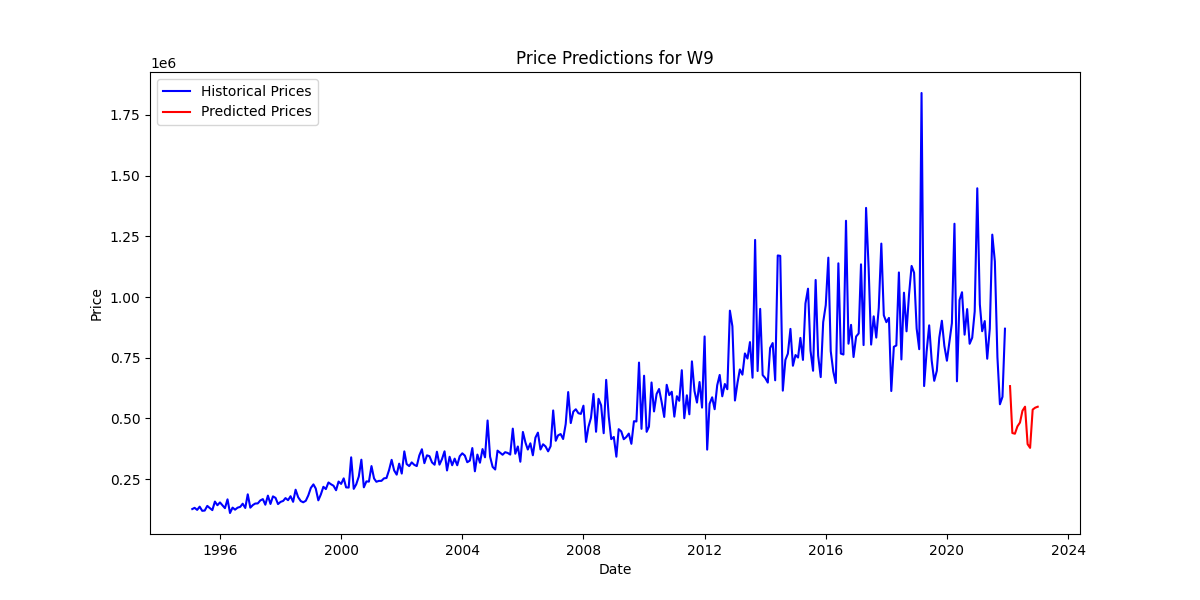 Price Predictions for W9
1e6
Historical Prices
Predicted Prices
1.75
1.50
1.25
1.00
0.75
0.50
0.25
Price
1996 2000 2004 2008 2012 2016 2020 2024
Date